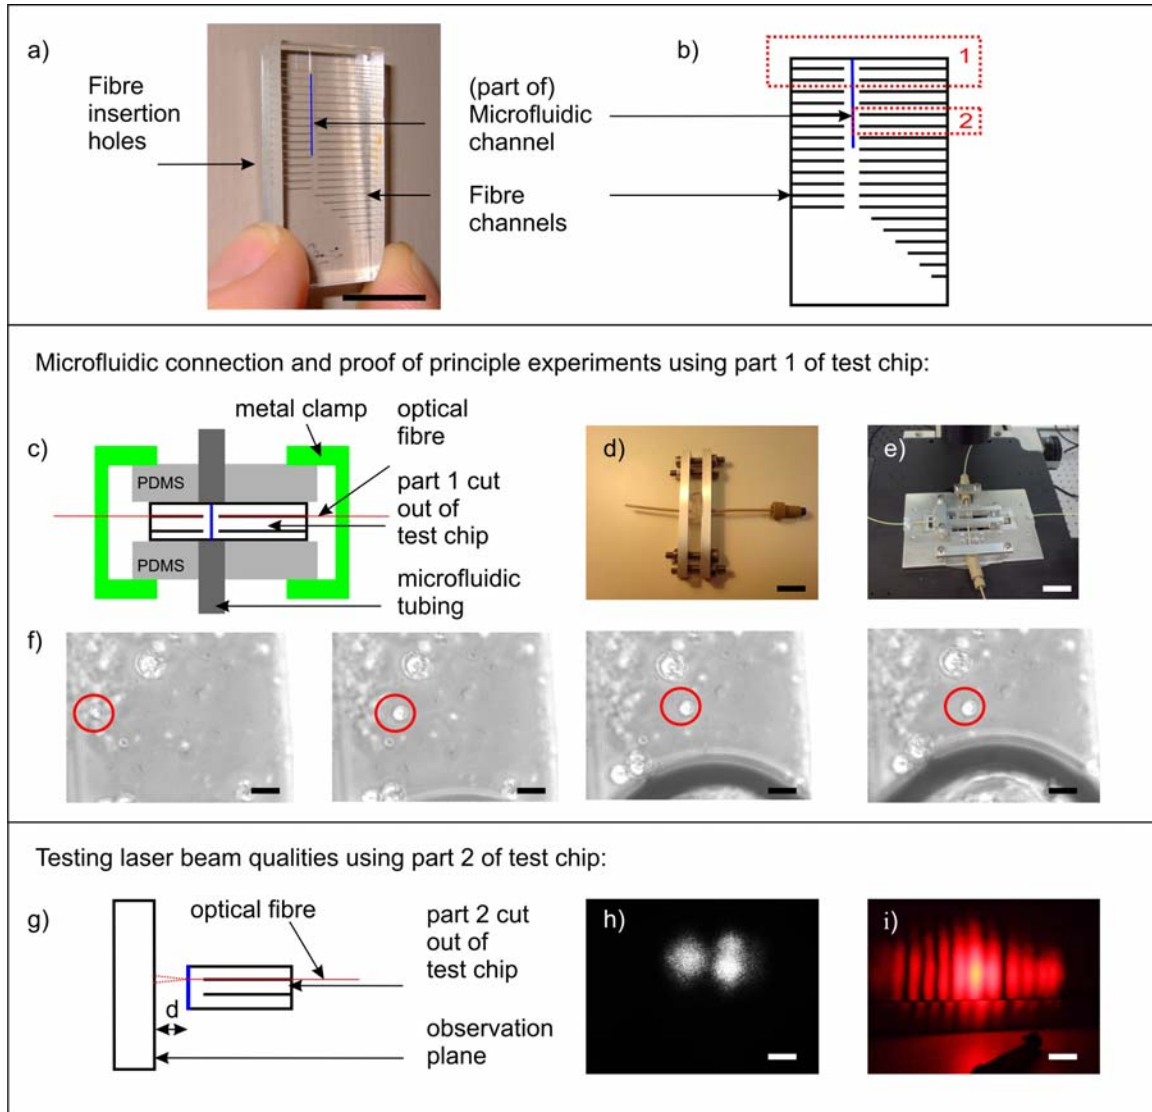 a)
Fibre
insertion
holes
(part of)
Microfluidic
channel
Fibre
channels
b)
1
2
Microfluidic connection and proof of principle experiments using part 1 of test chip:
c)
metal clamp
optical
fibre
PDMS
part 1 cut
out of
test chip
PDMS
microfluidic
tubing
d)
e)
f)
Testing laser beam qualities using part 2 of test chip:
g)
optical fibre
part 2 cut
out of
test chip
d
observation
plane
h)
i)